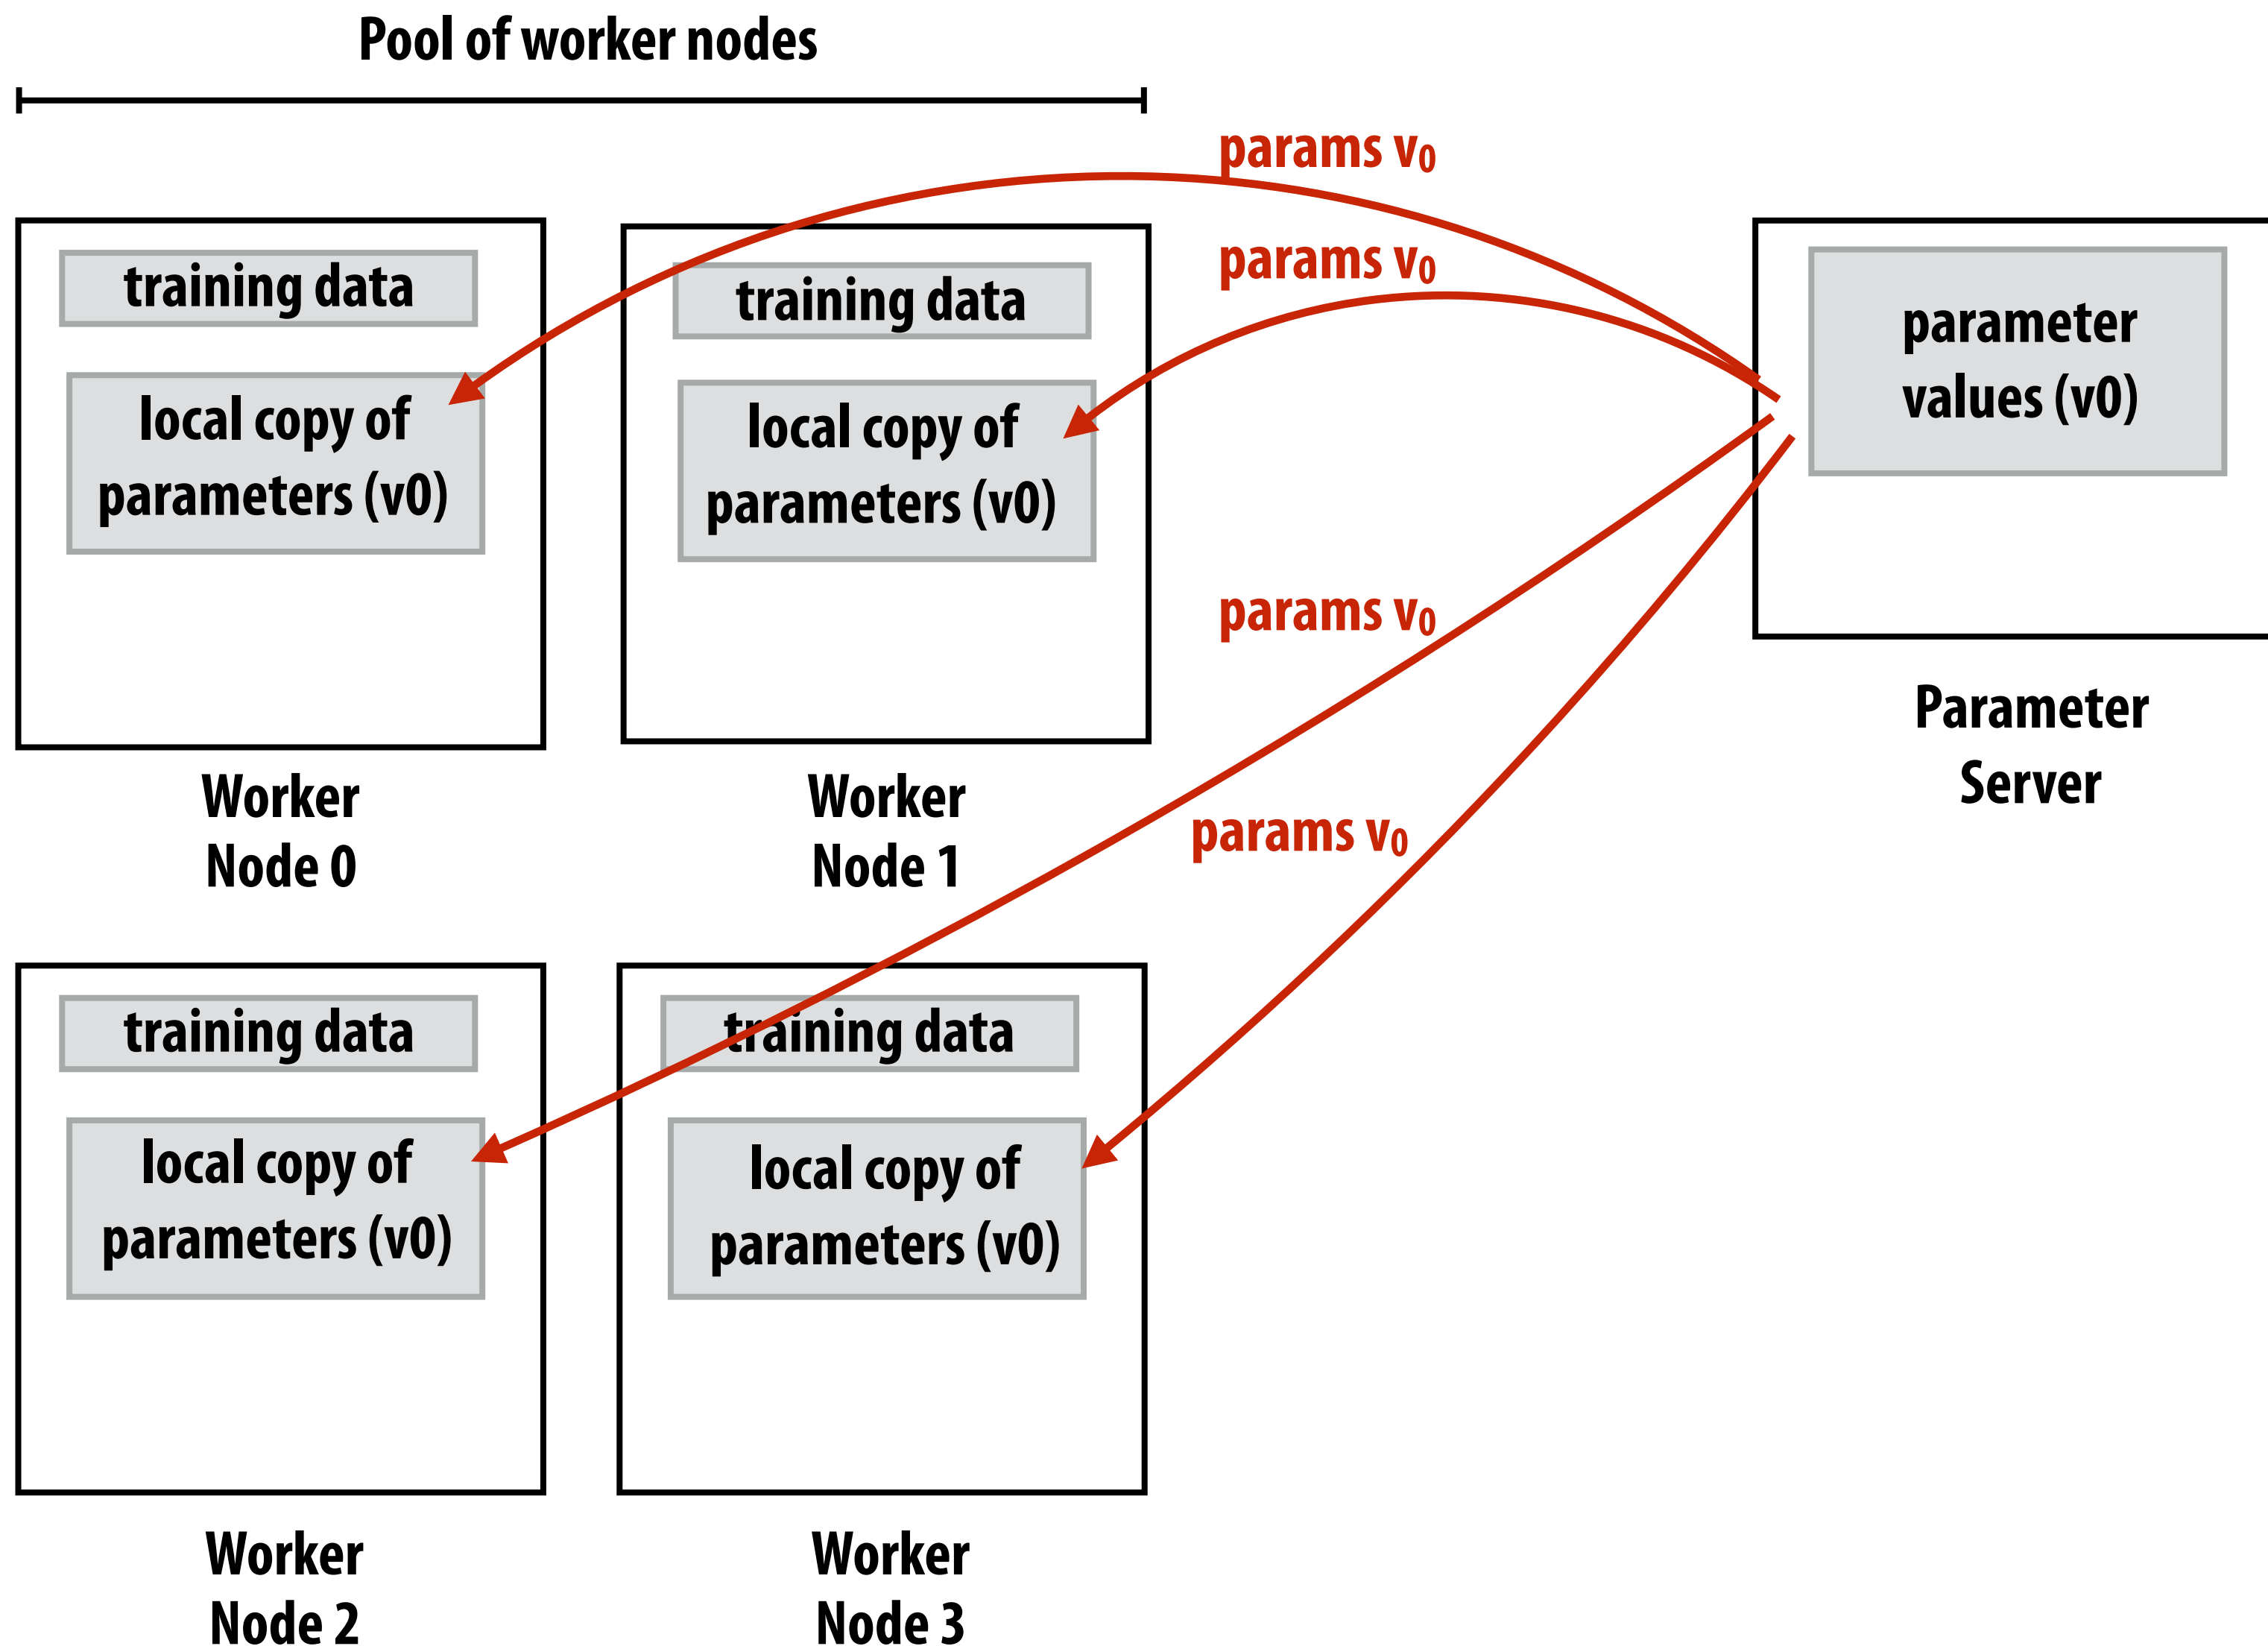 Pool of worker nodes
params v₀
params v₀
training data
local copy of
parameters (v0)
Worker
Node 0
training data
local copy of
parameters (v0)
Worker
Node 1
parameter
values (v0)
Parameter
Server
params v₀
params v₀
training data
local copy of
parameters (v0)
Worker
Node 2
training data
local copy of
parameters (v0)
Worker
Node 3